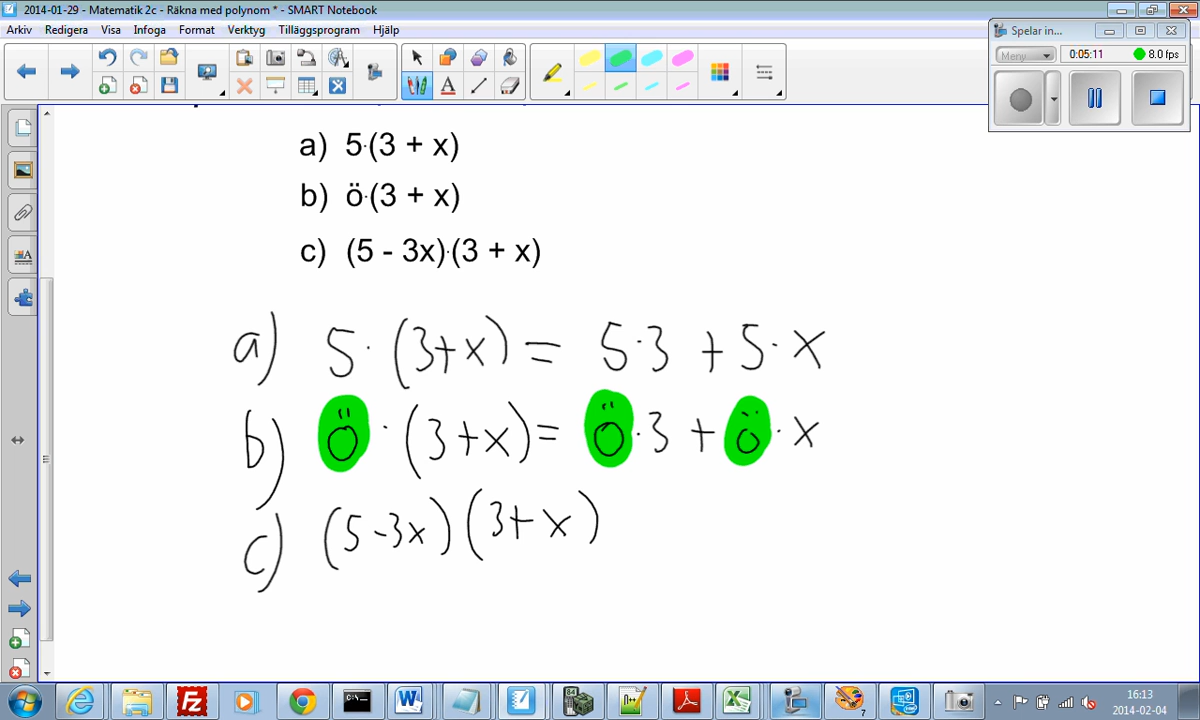 2014-01-29 - Matematik 2c - Räkna med polynom * - SMART Notebook
Arkiv Redigera Visa Infoga Format Verktyg Tilläggsprogram Hjälp
Spelar in...
Meny 0:05:11 8.0 fps
a) 5·(3 + x)
b) ö·(3 + x)
c) (5 - 3x)·(3 + x)
a) 5·(3+x) = 5·3 + 5·x
b) ö·(3+x) = ö·3 + ö·x
c) (5-3x)(3+x)
16:13
2014-02-04